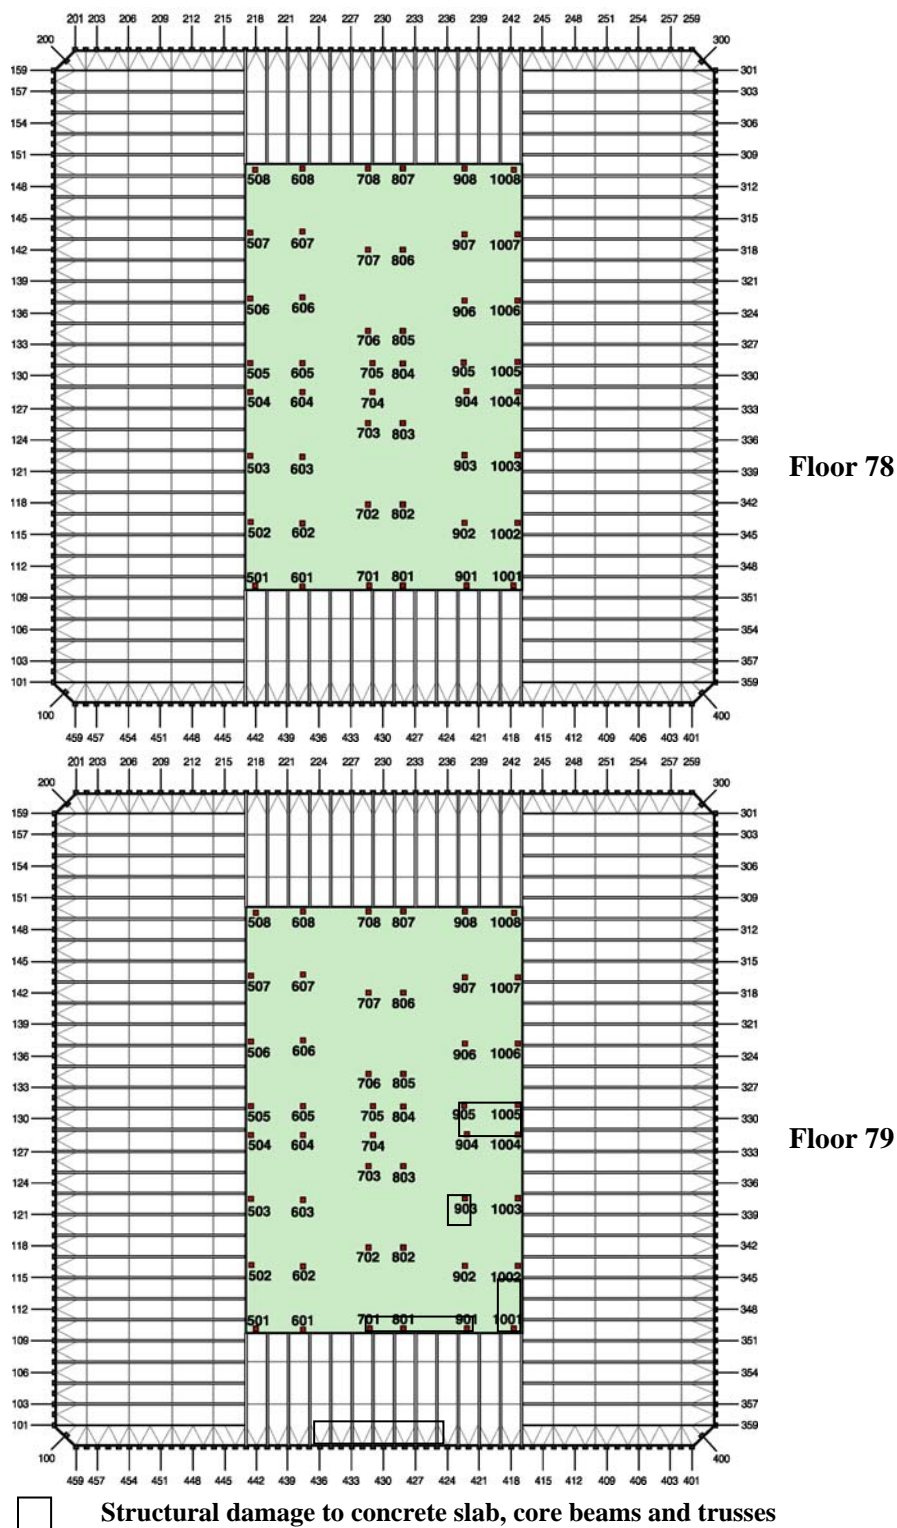 201 203 206 209 212 215 218 221 224 227 230 233 236 239 242 245 248 251 254 257 259
200 300
159 301
157 303
154 306
151 309
508 608 708 807 908 1008
148 312
145 315
507 607 907 1007
142 318
707 806
139 321
506 606 906 1006
136 324
706 805
133 327
505 605 705 804 905 1005
130 330
504 604 704 904 1004
127 333
703 803
124 336
503 603 903 1003
Floor 78
121 339
118 342
702 802
502 602 902 1002
115 345
112 348
501 601 701 801 901 1001
109 351
106 354
103 357
101 359
100 400
459 457 454 451 448 445 442 439 436 433 430 427 424 421 418 415 412 409 406 403 401
201 203 206 209 212 215 218 221 224 227 230 233 236 239 242 245 248 251 254 257 259
200 300
159 301
157 303
154 306
151 309
508 608 708 807 908 1008
148 312
145 315
507 607 907 1007
142 318
707 806
139 321
506 606 906 1006
136 324
706 805
133 327
505 605 705 804 905 1005
130 330
Floor 79
504 604 704 904 1004
127 333
703 803
124 336
503 603 903 1003
121 339
118 342
702 802
502 602 902 1002
115 345
112 348
501 601 701 801 901 1001
109 351
106 354
103 357
101 359
100 400
459 457 454 451 448 445 442 439 436 433 430 427 424 421 418 415 412 409 406 403 401
Structural damage to concrete slab, core beams and trusses